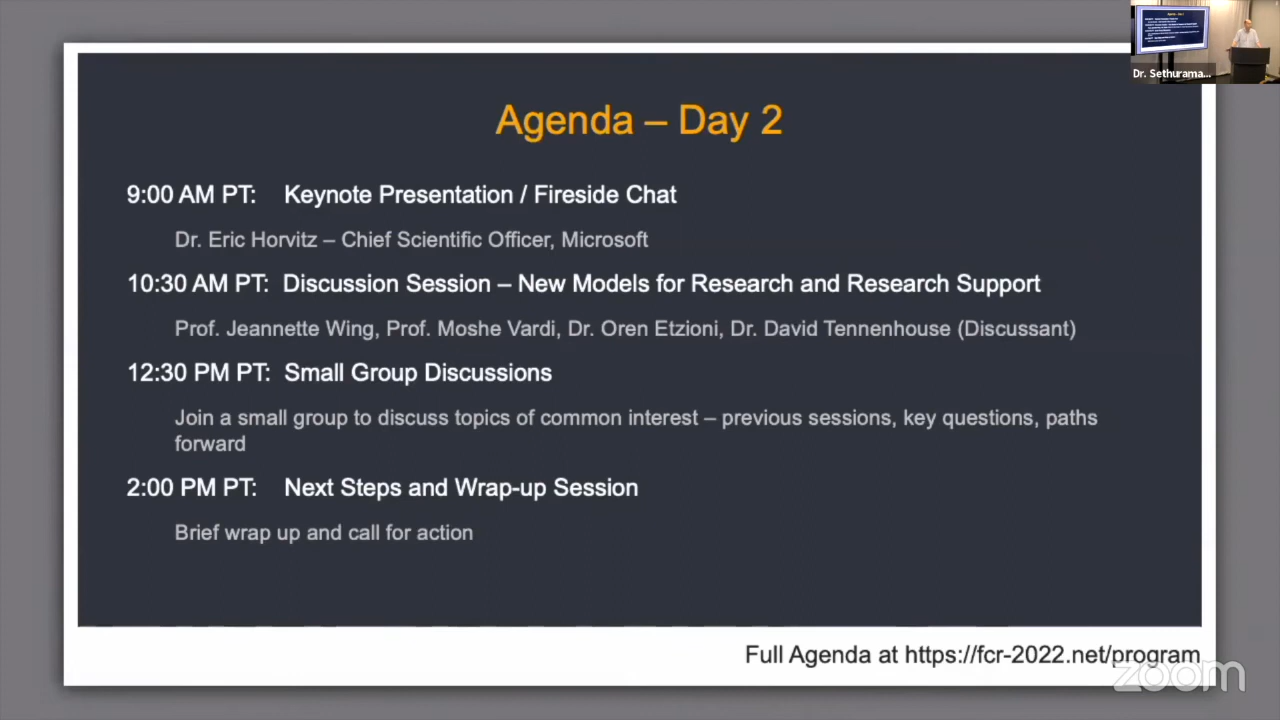 Dr. Sethurama...
Agenda – Day 2
9:00 AM PT: Keynote Presentation / Fireside Chat
Dr. Eric Horvitz – Chief Scientific Officer, Microsoft
10:30 AM PT: Discussion Session – New Models for Research and Research Support
Prof. Jeannette Wing, Prof. Moshe Vardi, Dr. Oren Etzioni, Dr. David Tennenhouse (Discussant)
12:30 PM PT: Small Group Discussions
Join a small group to discuss topics of common interest – previous sessions, key questions, paths
forward
2:00 PM PT: Next Steps and Wrap-up Session
Brief wrap up and call for action
Full Agenda at https://fcr-2022.net/program
zoom